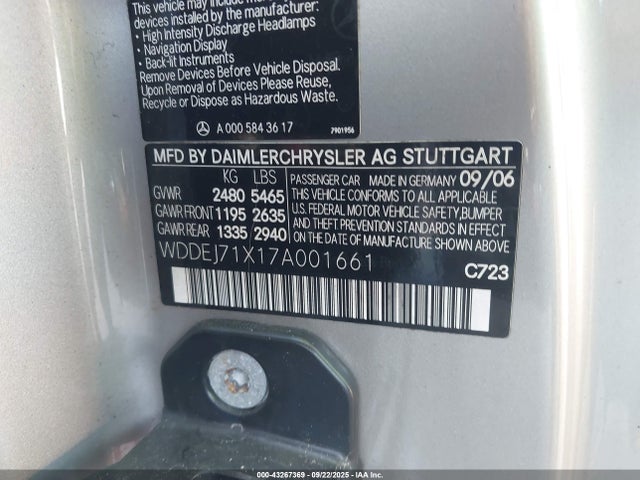 This vehicle may include mercury
devices installed by the manufacturer:
• High Intensity Discharge Headlamps
• Navigation Display
• Back-lit Instruments
Remove Devices Before Vehicle Disposal.
Upon Removal of Devices Please Reuse,
Recycle or Dispose as Hazardous Waste.
A 000 584 36 17
7901956
MFD BY DAIMLERCHRYSLER AG STUTTGART
KG LBS
GVWR 2480 5465
GAWR FRONT 1195 2635
GAWR REAR 1335 2940
PASSENGER CAR MADE IN GERMANY 09/06
THIS VEHICLE CONFORMS TO ALL APPLICABLE
U.S. FEDERAL MOTOR VEHICLE SAFETY, BUMPER
AND THEFT PREVENTION STANDARDS IN EFFECT
ON THE DATE OF MANUFACTURE SHOWN ABOVE.
WDDEJ71X17A001661
C723
000-43267369 - 09/22/2025 - IAAI.com